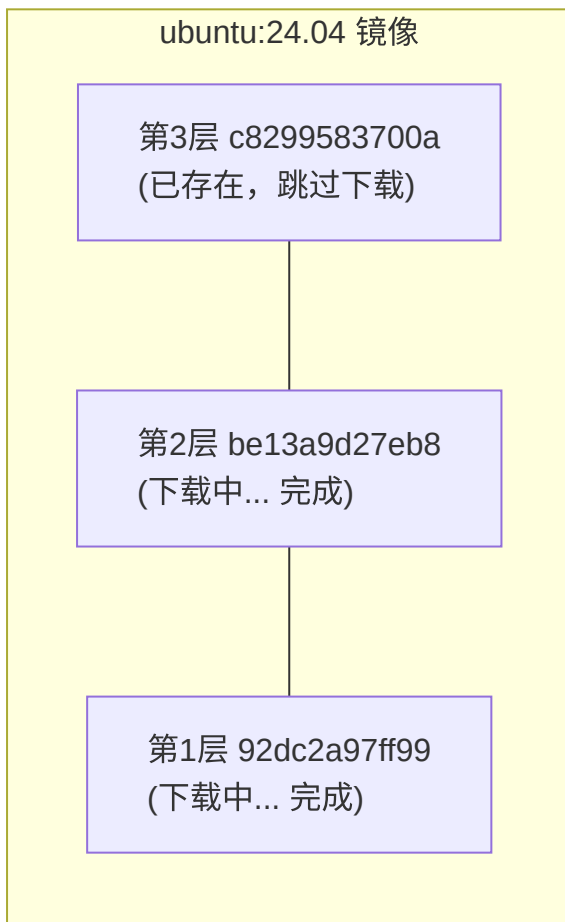 ubuntu:24.04 镜像
第3层 c8299583700a
(已存在，跳过下载)
第2层 be13a9d27eb8
(下载中... 完成)
第1层 92dc2a97ff99
(下载中... 完成)